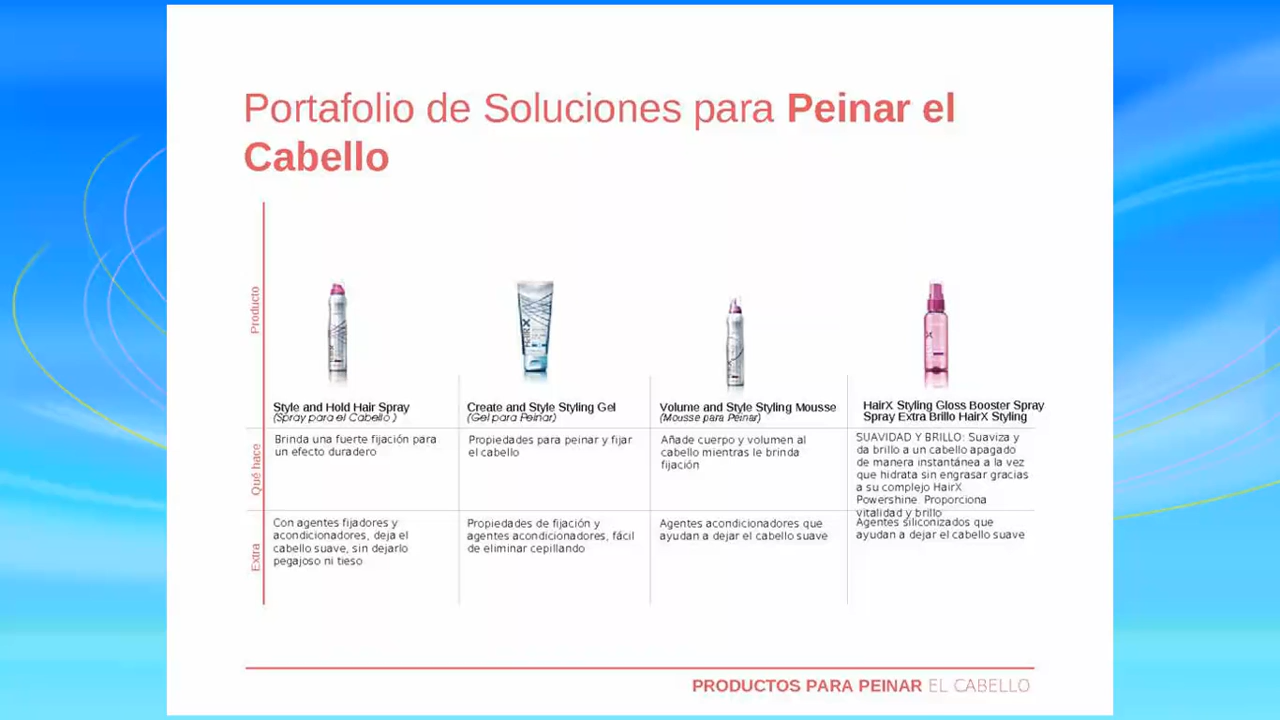 Portafolio de Soluciones para Peinar el
Cabello
Producto
Style and Hold Hair Spray
(Spray para el Cabello )
Create and Style Styling Gel
(Gel para Peinar)
Volume and Style Styling Mousse
(Mousse para Peinar)
HairX Styling Gloss Booster Spray
Spray Extra Brillo HairX Styling
Qué hace
Brinda una fuerte fijación para
un efecto duradero
Propiedades para peinar y fijar
el cabello
Añade cuerpo y volumen al
cabello mientras le brinda
fijación
SUAVIDAD Y BRILLO: Suaviza y
da brillo a un cabello apagado
de manera instantánea a la vez
que hidrata sin engrasar gracias
a su complejo HairX
Powershine. Proporciona
vitalidad y brillo
Extra
Con agentes fijadores y
acondicionadores, deja el
cabello suave, sin dejarlo
pegajoso ni tieso
Propiedades de fijación y
agentes acondicionadores, fácil
de eliminar cepillando
Agentes acondicionadores que
ayudan a dejar el cabello suave
Agentes siliconizados que
ayudan a dejar el cabello suave
PRODUCTOS PARA PEINAR EL CABELLO